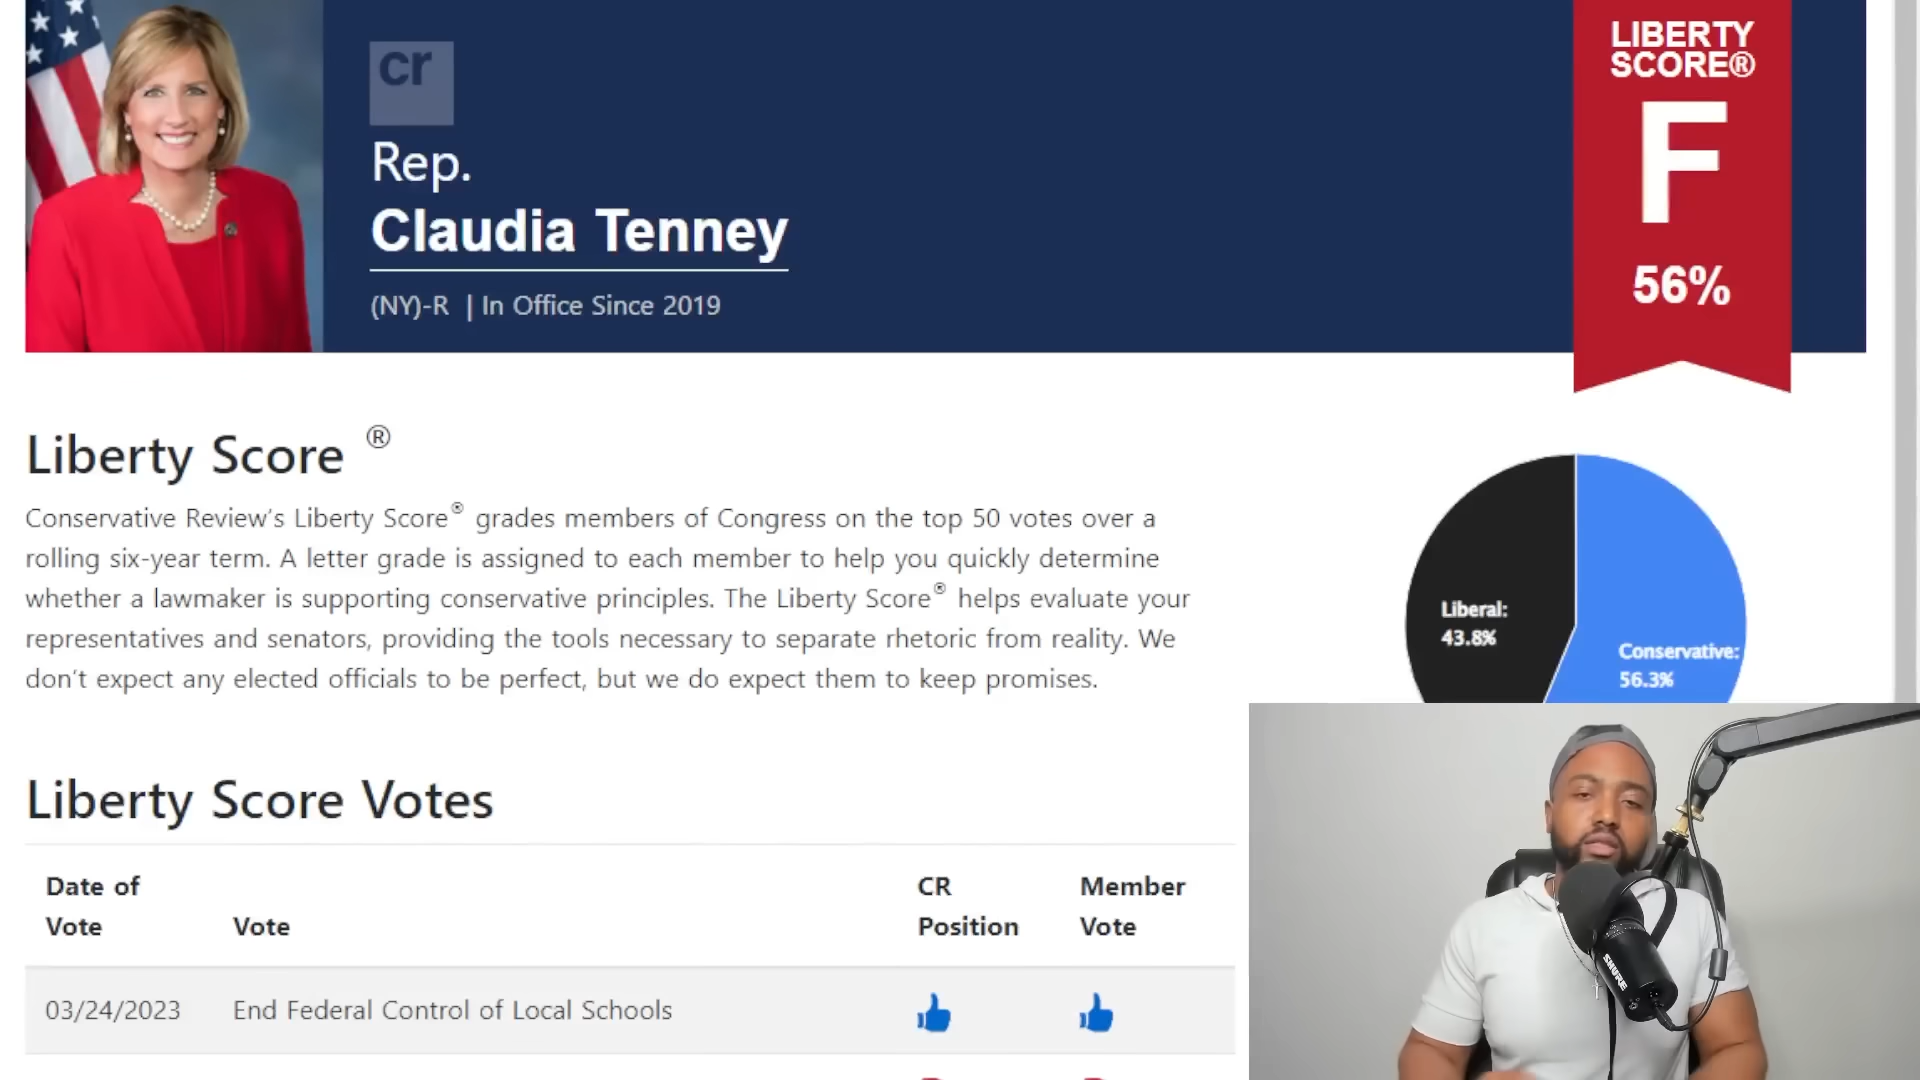 cr
Rep.
Claudia Tenney
(NY)-R | In Office Since 2019
LIBERTY
SCORE®
F
56%
Liberty Score ®
Conservative Review's Liberty Score® grades members of Congress on the top 50 votes over a
rolling six-year term. A letter grade is assigned to each member to help you quickly determine
whether a lawmaker is supporting conservative principles. The Liberty Score® helps evaluate your
representatives and senators, providing the tools necessary to separate rhetoric from reality. We
don't expect any elected officials to be perfect, but we do expect them to keep promises.
Liberal:
43.8%
Conservative:
56.3%
Liberty Score Votes
Date of
Vote
Vote
CR
Position
Member
Vote
03/24/2023 End Federal Control of Local Schools
SHURE